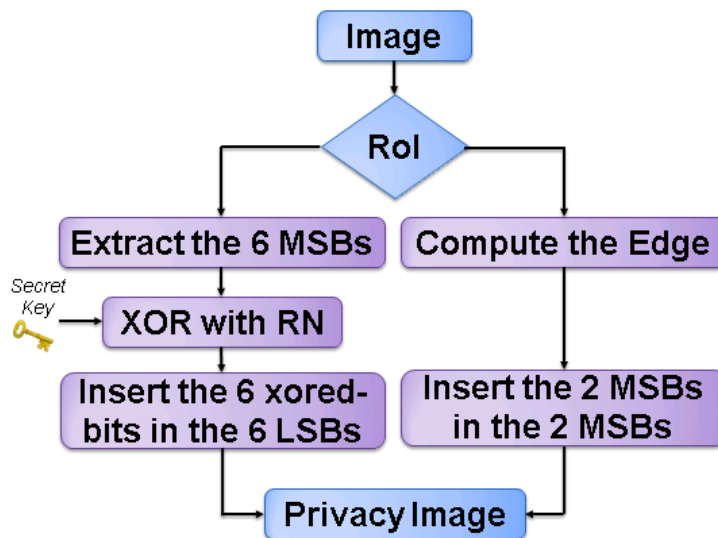 Image
RoI
Extract the 6 MSBs
Compute the Edge
Secret
Key
XOR with RN
Insert the 6 xored-
bits in the 6 LSBs
Insert the 2 MSBs
in the 2 MSBs
Privacy Image